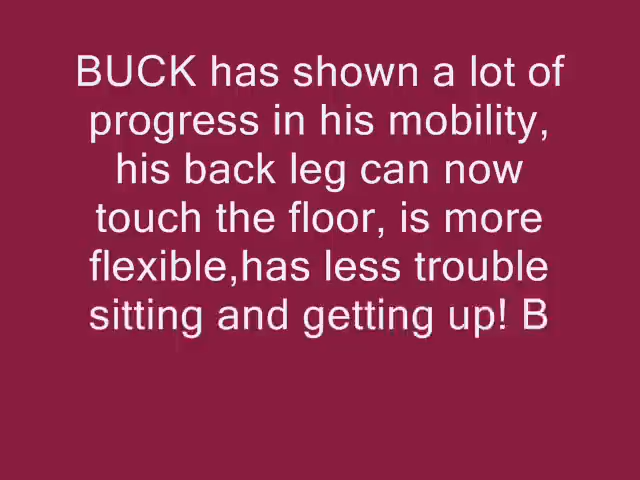 BUCK has shown a lot of
progress in his mobility,
his back leg can now
touch the floor, is more
flexible,has less trouble
sitting and getting up! B